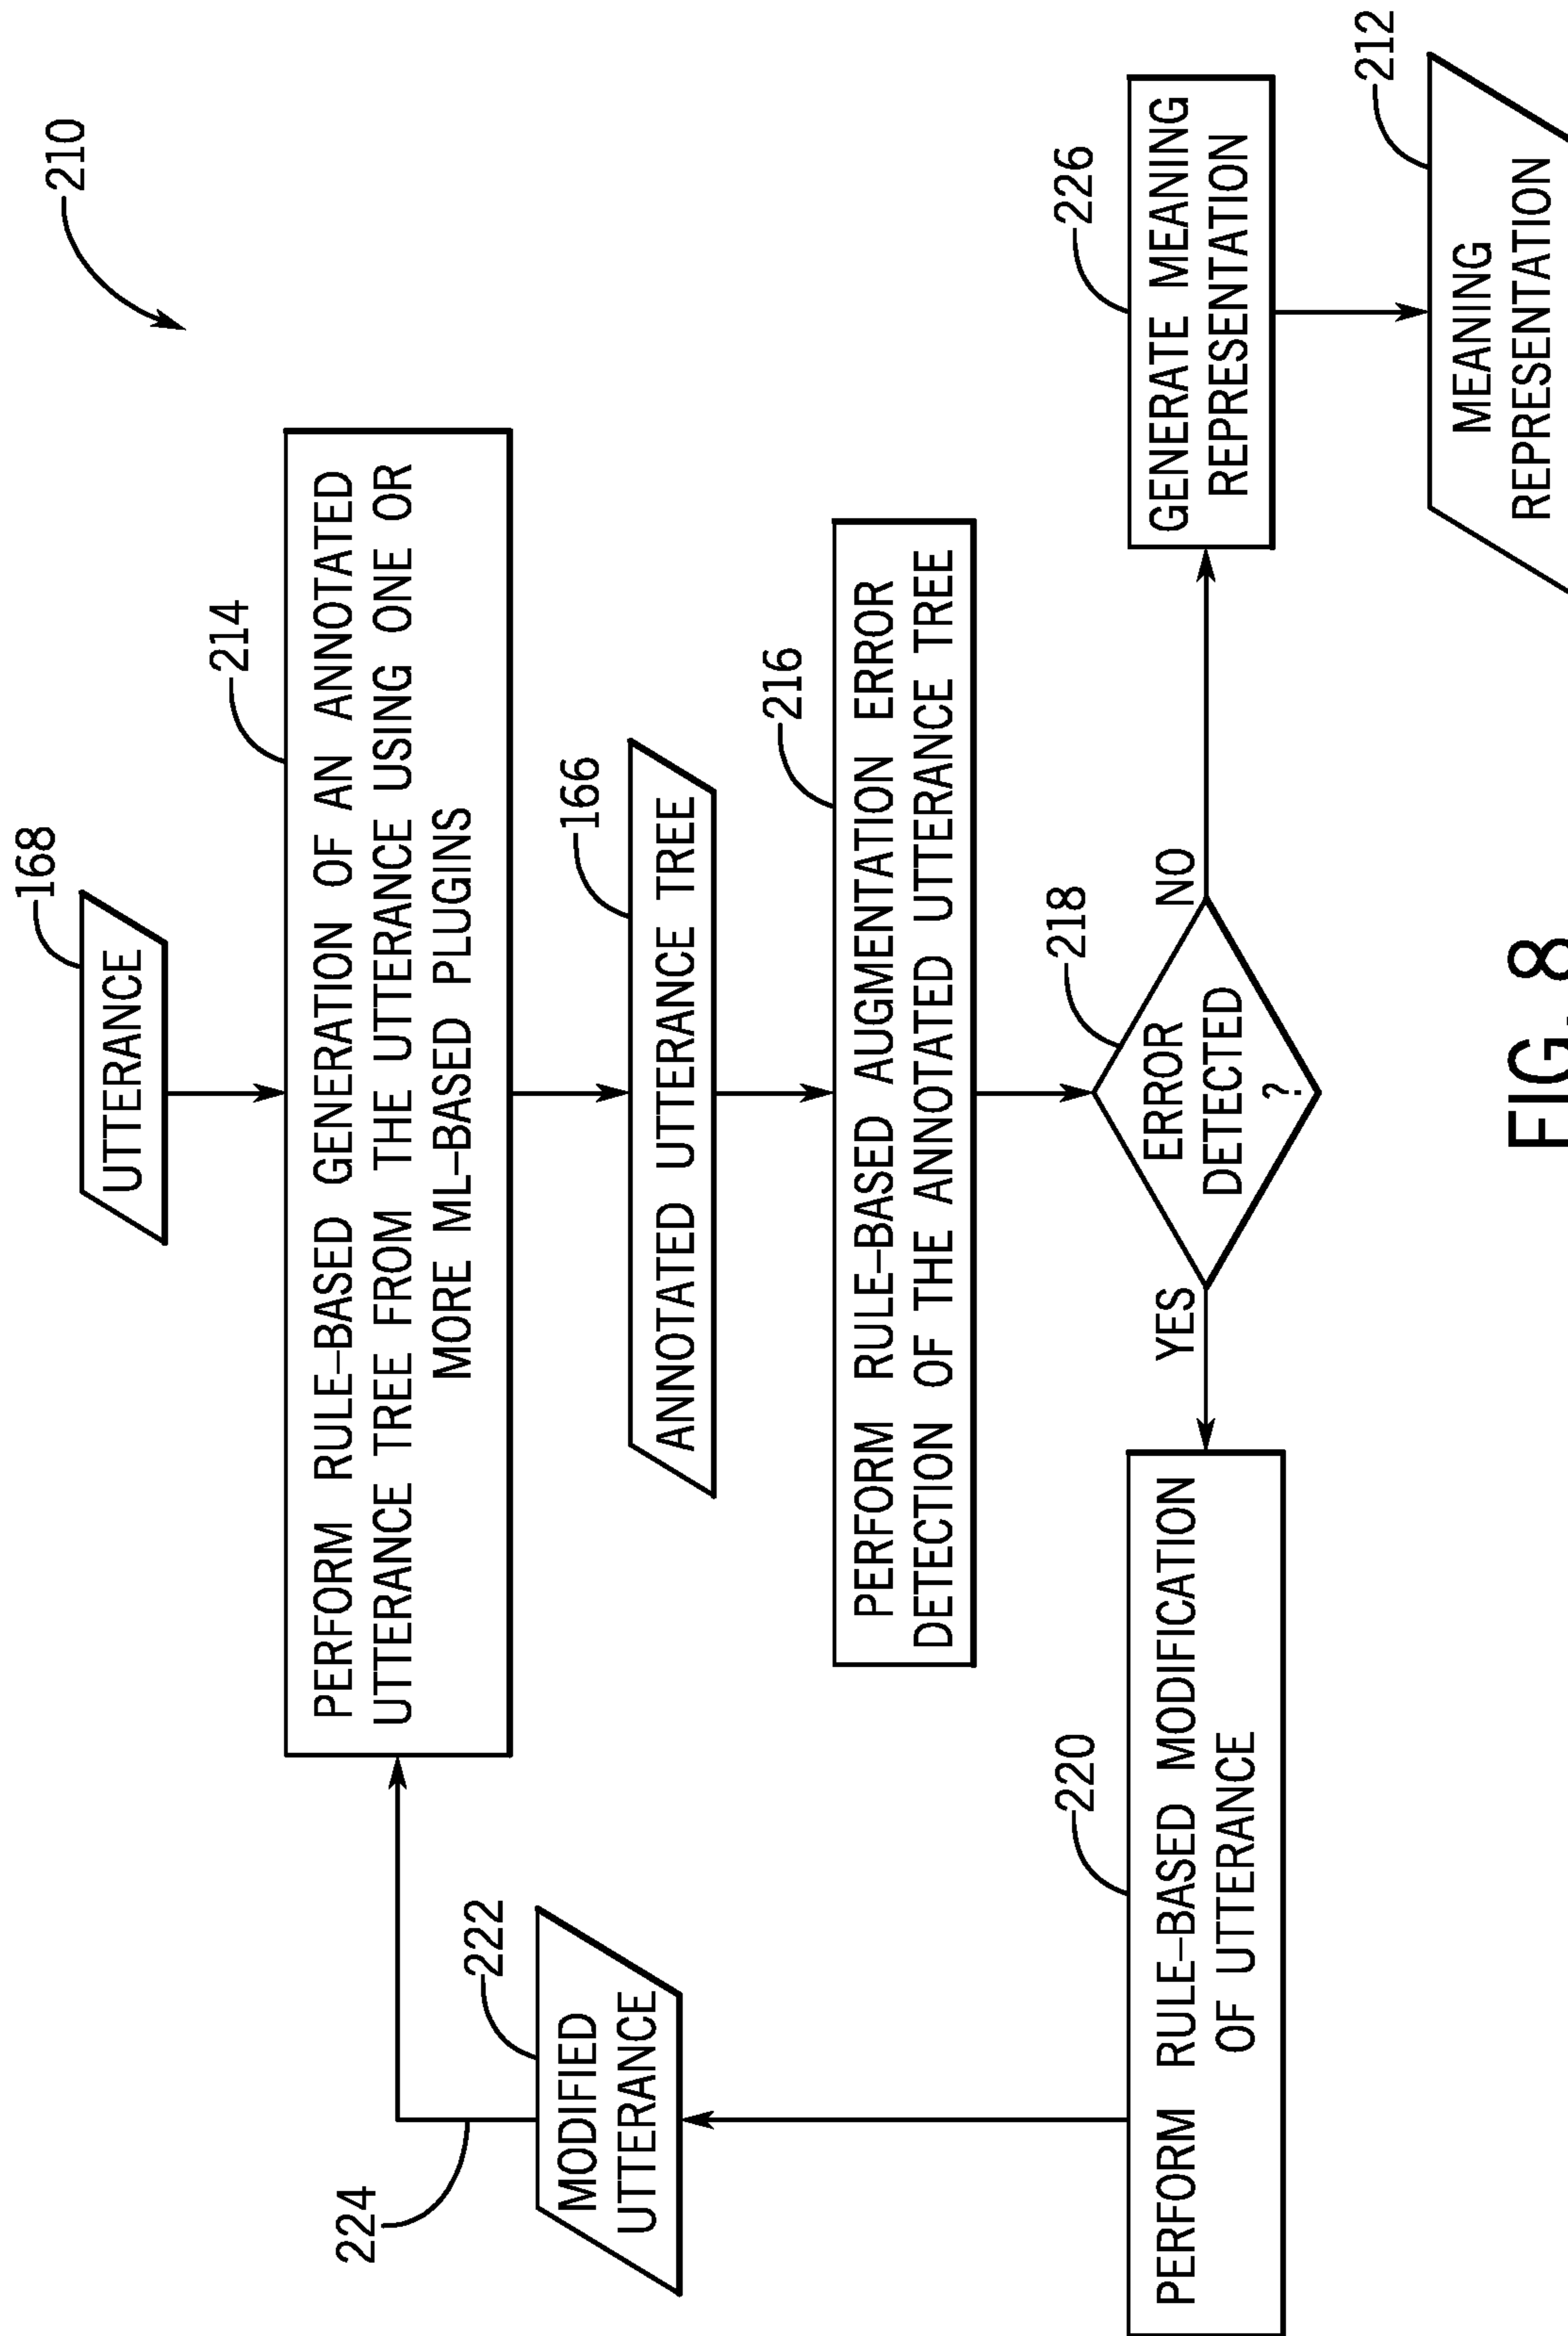 210
168
UTTERANCE
214
PERFORM RULE-BASED GENERATION OF AN ANNOTATED
UTTERANCE TREE FROM THE UTTERANCE USING ONE OR
MORE ML-BASED PLUGINS
224
222
MODIFIED
UTTERANCE
166
ANNOTATED UTTERANCE TREE
216
PERFORM RULE-BASED AUGMENTATION ERROR
DETECTION OF THE ANNOTATED UTTERANCE TREE
218
ERROR
DETECTED
?
YES
NO
220
PERFORM RULE-BASED MODIFICATION
OF UTTERANCE
226
GENERATE MEANING
REPRESENTATION
212
MEANING
REPRESENTATION
FIG. 8